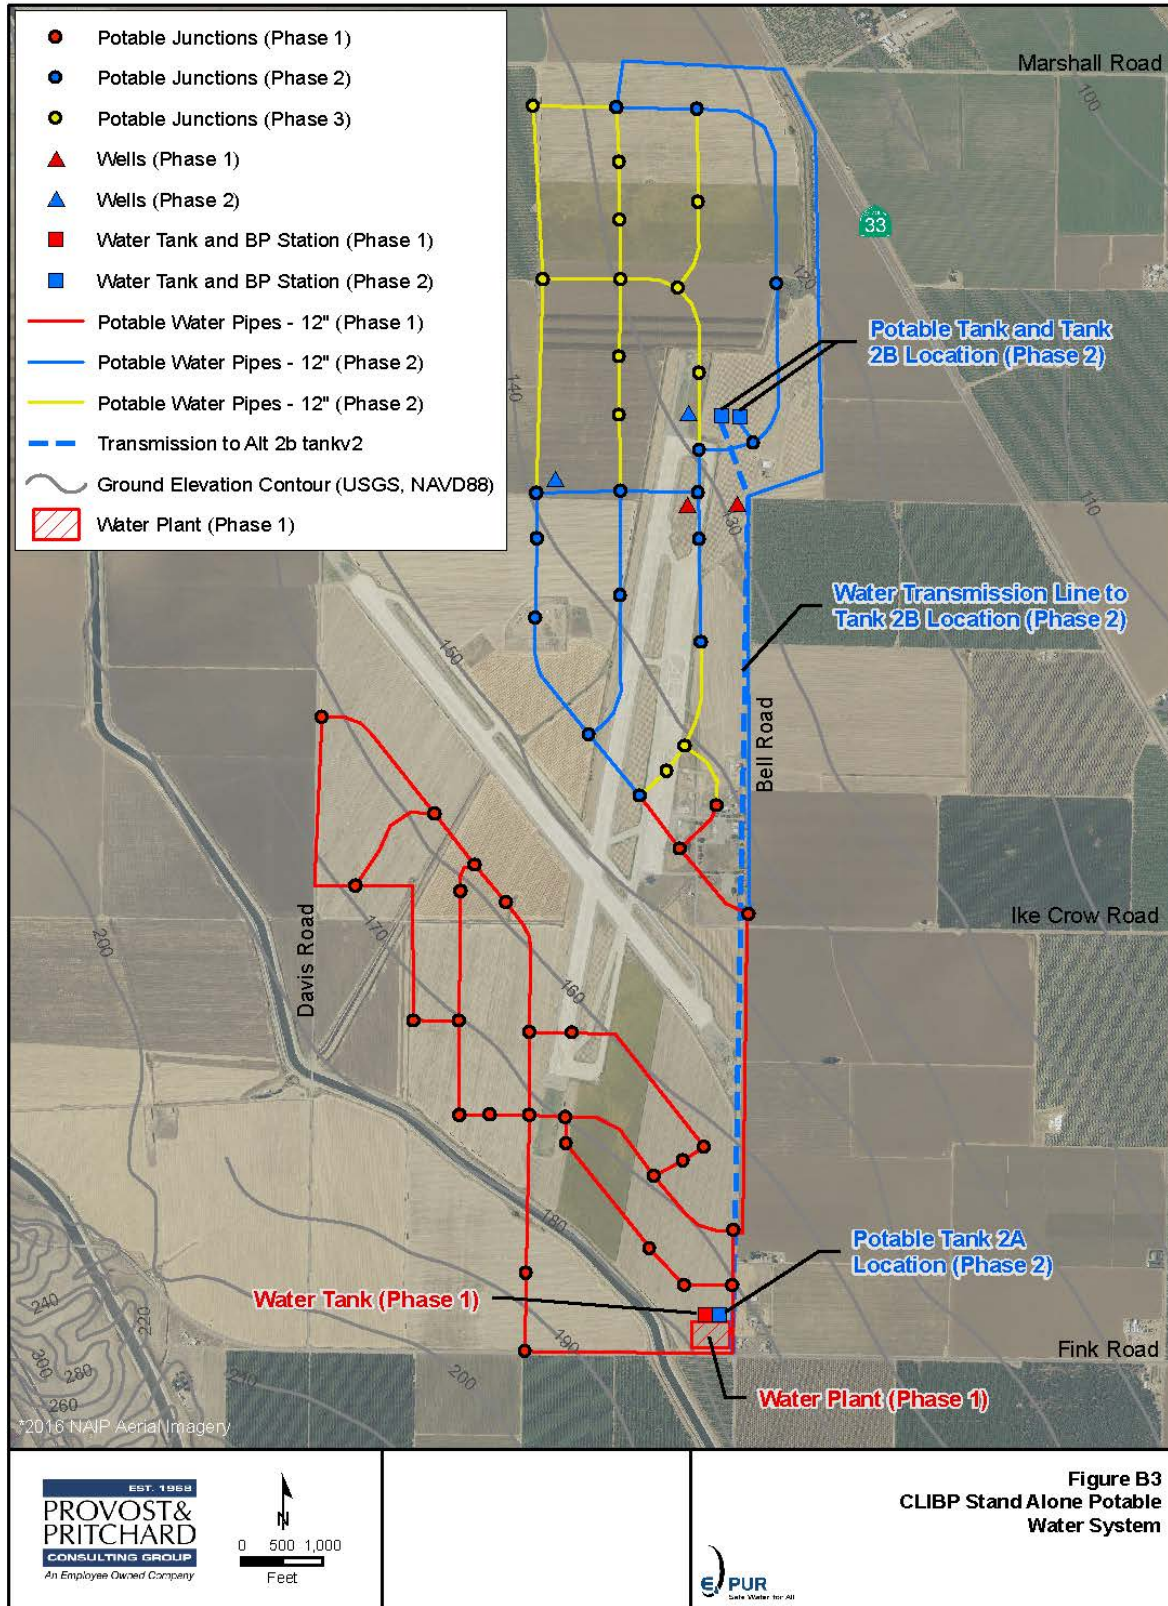 Potable Junctions (Phase 1)
Potable Junctions (Phase 2)
Potable Junctions (Phase 3)
Wells (Phase 1)
Wells (Phase 2)
Water Tank and BP Station (Phase 1)
Water Tank and BP Station (Phase 2)
Potable Water Pipes - 12" (Phase 1)
Potable Water Pipes - 12" (Phase 2)
Potable Water Pipes - 12" (Phase 2)
Transmission to Alt 2b tankv2
Ground Elevation Contour (USGS, NAVD88)
Water Plant (Phase 1)
Marshall Road
100
33
120
Potable Tank and Tank
2B Location (Phase 2)
140
130
110
Water Transmission Line to
Tank 2B Location (Phase 2)
150
Bell Road
Ike Crow Road
200
170
Davis Road
160
180
Potable Tank 2A
Location (Phase 2)
Water Tank (Phase 1)
240
220
300
280
260
210
200
190
Fink Road
Water Plant (Phase 1)
*2016 NAIP Aerial Imagery
EST. 1968
PROVOST&
PRITCHARD
CONSULTING GROUP
An Employee Owned Company
N
0 500 1,000
Feet
Figure B3
CLIBP Stand Alone Potable
Water System
PUR
Safe Water for All